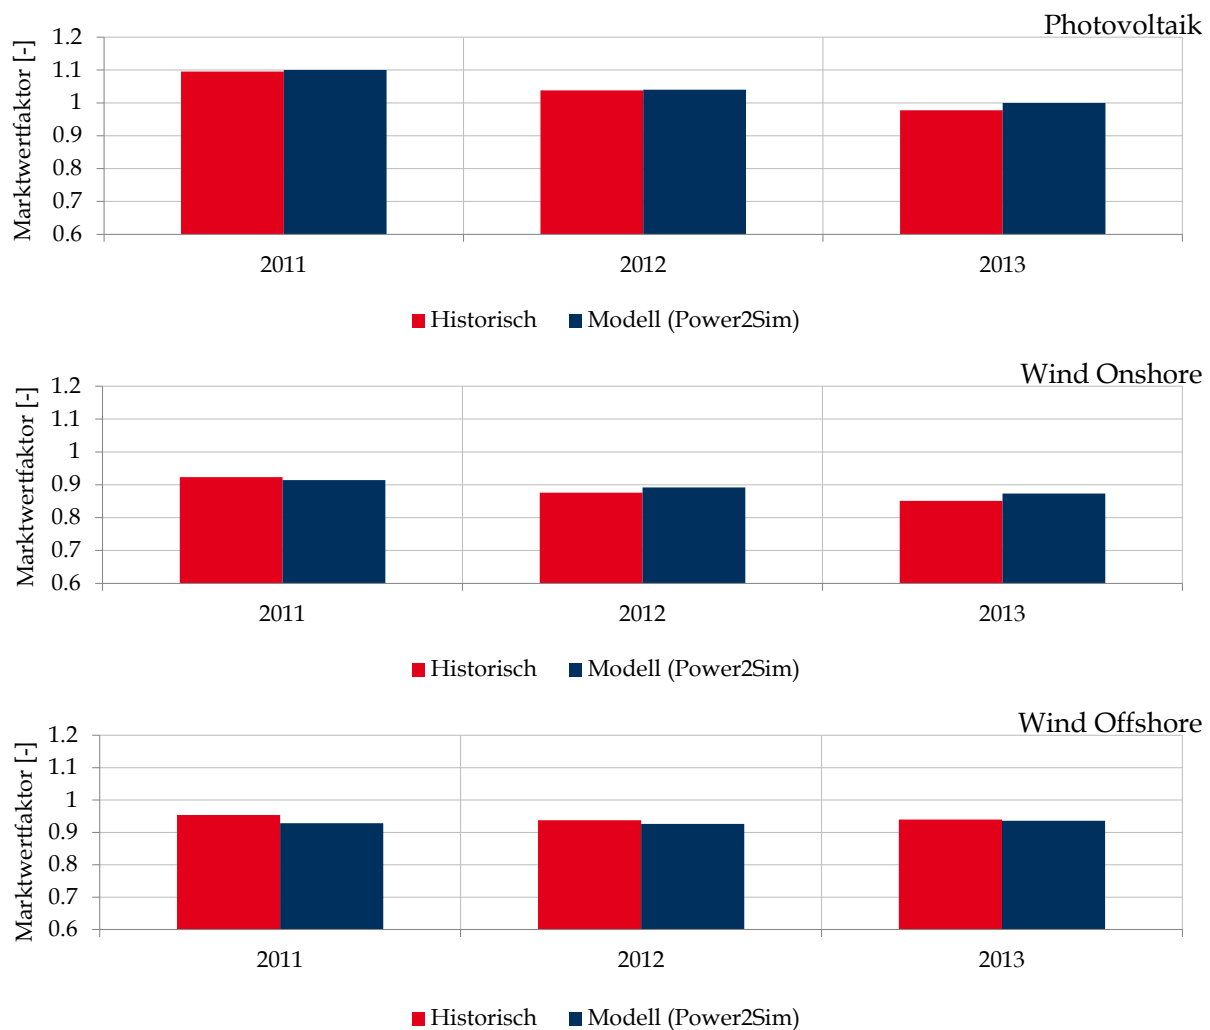 Photovoltaik
Marktwertfaktor [-]
1.2
1.1
1
0.9
0.8
0.7
0.6
2011 2012 2013
Historisch Modell (Power2Sim)
Wind Onshore
Marktwertfaktor [-]
1.2
1.1
1
0.9
0.8
0.7
0.6
2011 2012 2013
Historisch Modell (Power2Sim)
Wind Offshore
Marktwertfaktor [-]
1.2
1.1
1
0.9
0.8
0.7
0.6
2011 2012 2013
Historisch Modell (Power2Sim)